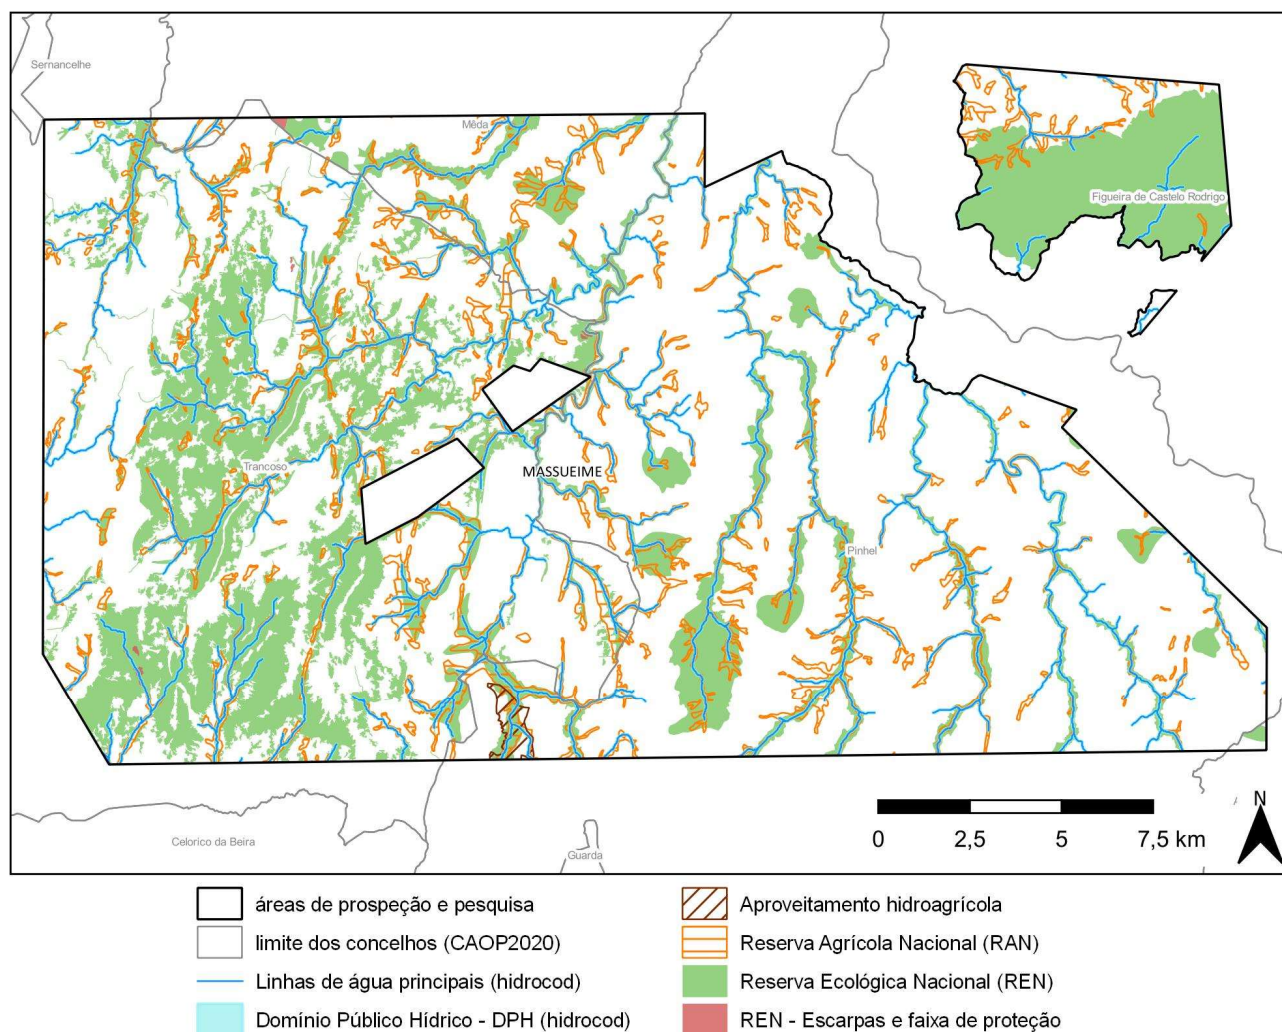 Sernancelhe
Mêda
Figueira de Castelo Rodrigo
Trancoso
MASSUEIME
Pinhel
N
0 2,5 5 7,5 km
Celorico da Beira
Guarda
áreas de prospeção e pesquisa
limite dos concelhos (CAOP2020)
Linhas de água principais (hidrocod)
Domínio Público Hídrico - DPH (hidrocod)
Aproveitamento hidroagrícola
Reserva Agrícola Nacional (RAN)
Reserva Ecológica Nacional (REN)
REN - Escarpas e faixa de proteção